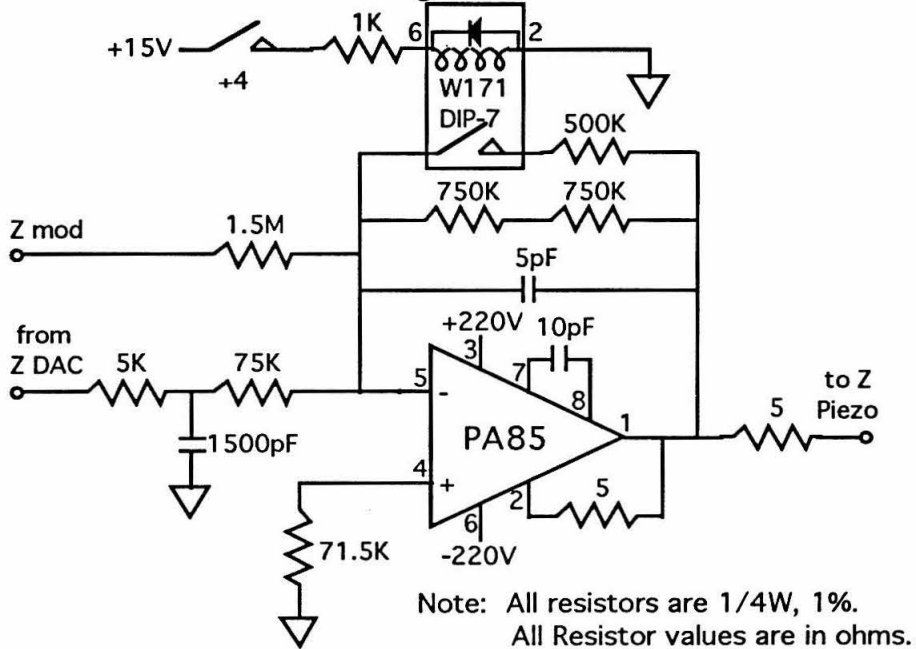 1K
6
2
+15V
+4
W171
DIP-7
500K
750K
750K
Z mod
1.5M
5pF
+220V
10pF
from
Z DAC
5K
75K
3
7
5
-
8
to Z
Piezo
1
5
1500pF
PA85
4
+
2
5
6
71.5K
-220V
Note: All resistors are 1/4W, 1%.
All Resistor values are in ohms.